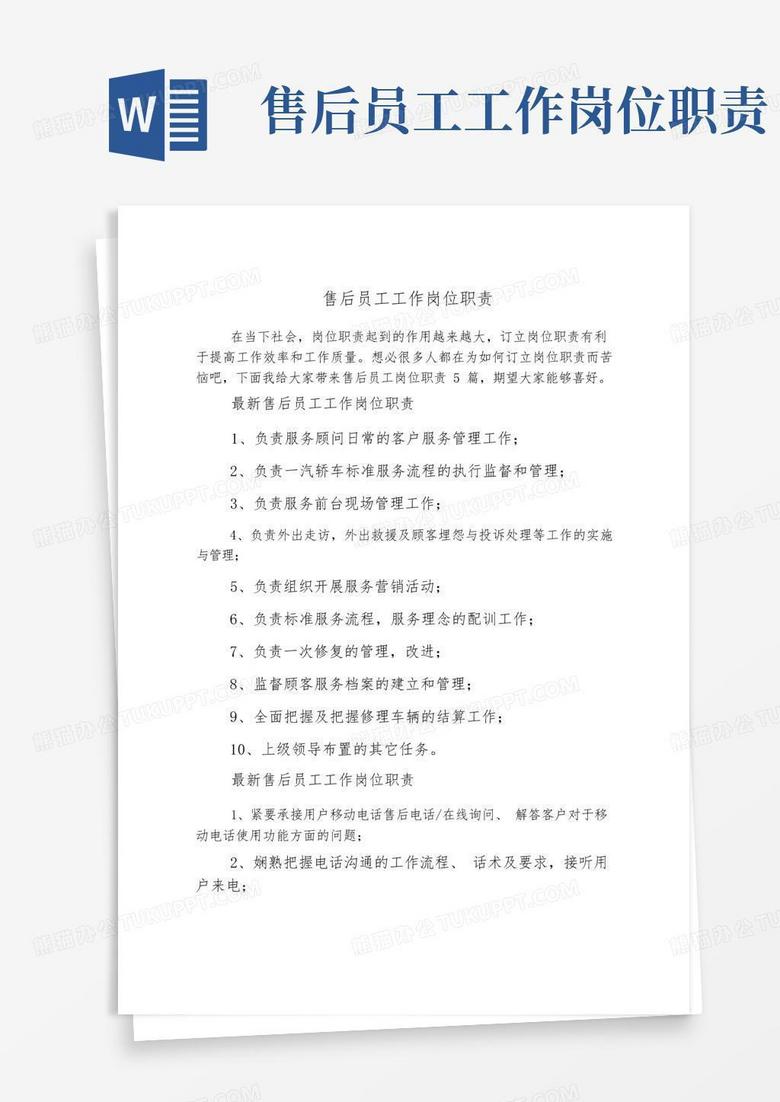 W
售后员工工作岗位职责
售后员工工作岗位职责
在当下社会，岗位职责起到的作用越来越大，订立岗位职责有利
于提高工作效率和工作质量。想必很多人都在为如何订立岗位职责而苦
恼吧，下面我给大家带来售后员工岗位职责 5 篇，期望大家能够喜好。
最新售后员工工作岗位职责
1、负责服务顾问日常的客户服务管理工作；
2、负责一汽轿车标准服务流程的执行监督和管理；
3、负责服务前台现场管理工作；
4、负责外出走访，外出救援及顾客埋怨与投诉处理等工作的实施
与管理；
5、负责组织开展服务营销活动；
6、负责标准服务流程，服务理念的配训工作；
7、负责一次修复的管理，改进；
8、监督顾客服务档案的建立和管理；
9、全面把握及把握修理车辆的结算工作；
10、上级领导布置的其它任务。
最新售后员工工作岗位职责
1、紧要承接用户移动电话售后电话/在线询问、 解答客户对于移
动电话使用功能方面的问题；
2、娴熟把握电话沟通的工作流程、 话术及要求，接听用
户来电；
熊猫办公TUKUPPT.COM